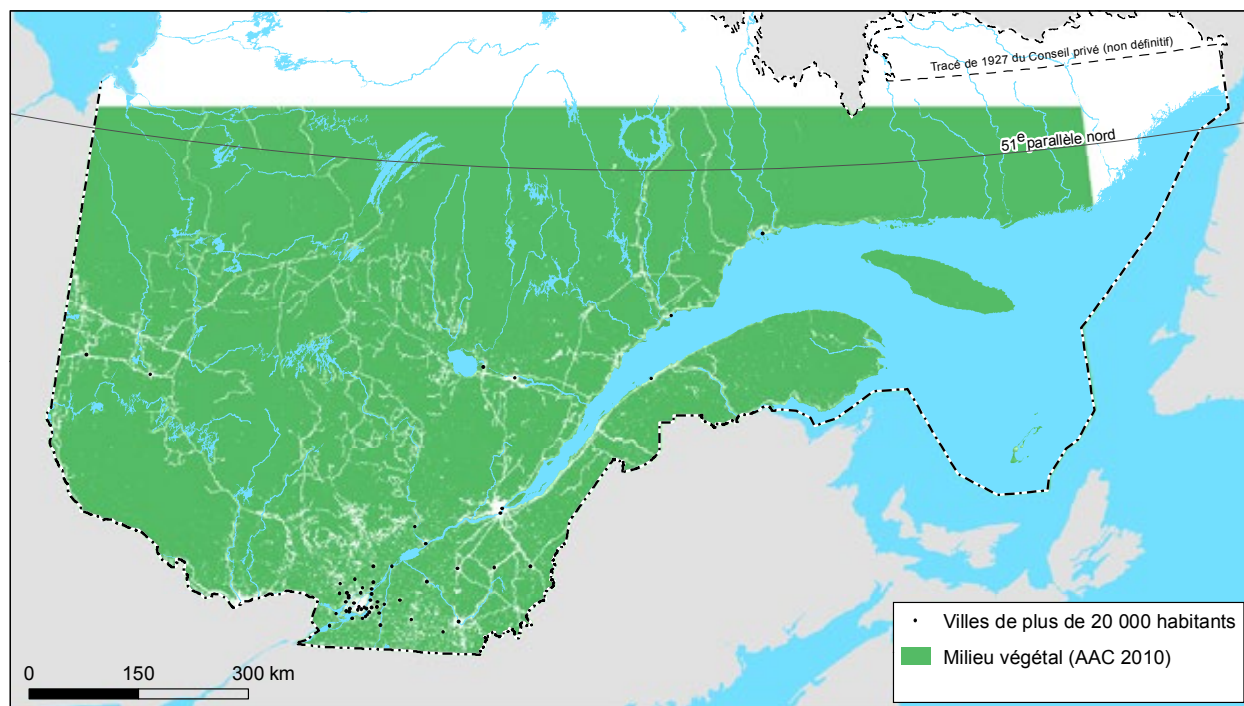 Tracé de 1927 du Conseil privé (non définitif)
51e parallèle nord
Villes de plus de 20 000 habitants
Milieu végétal (AAC 2010)
0 150 300 km